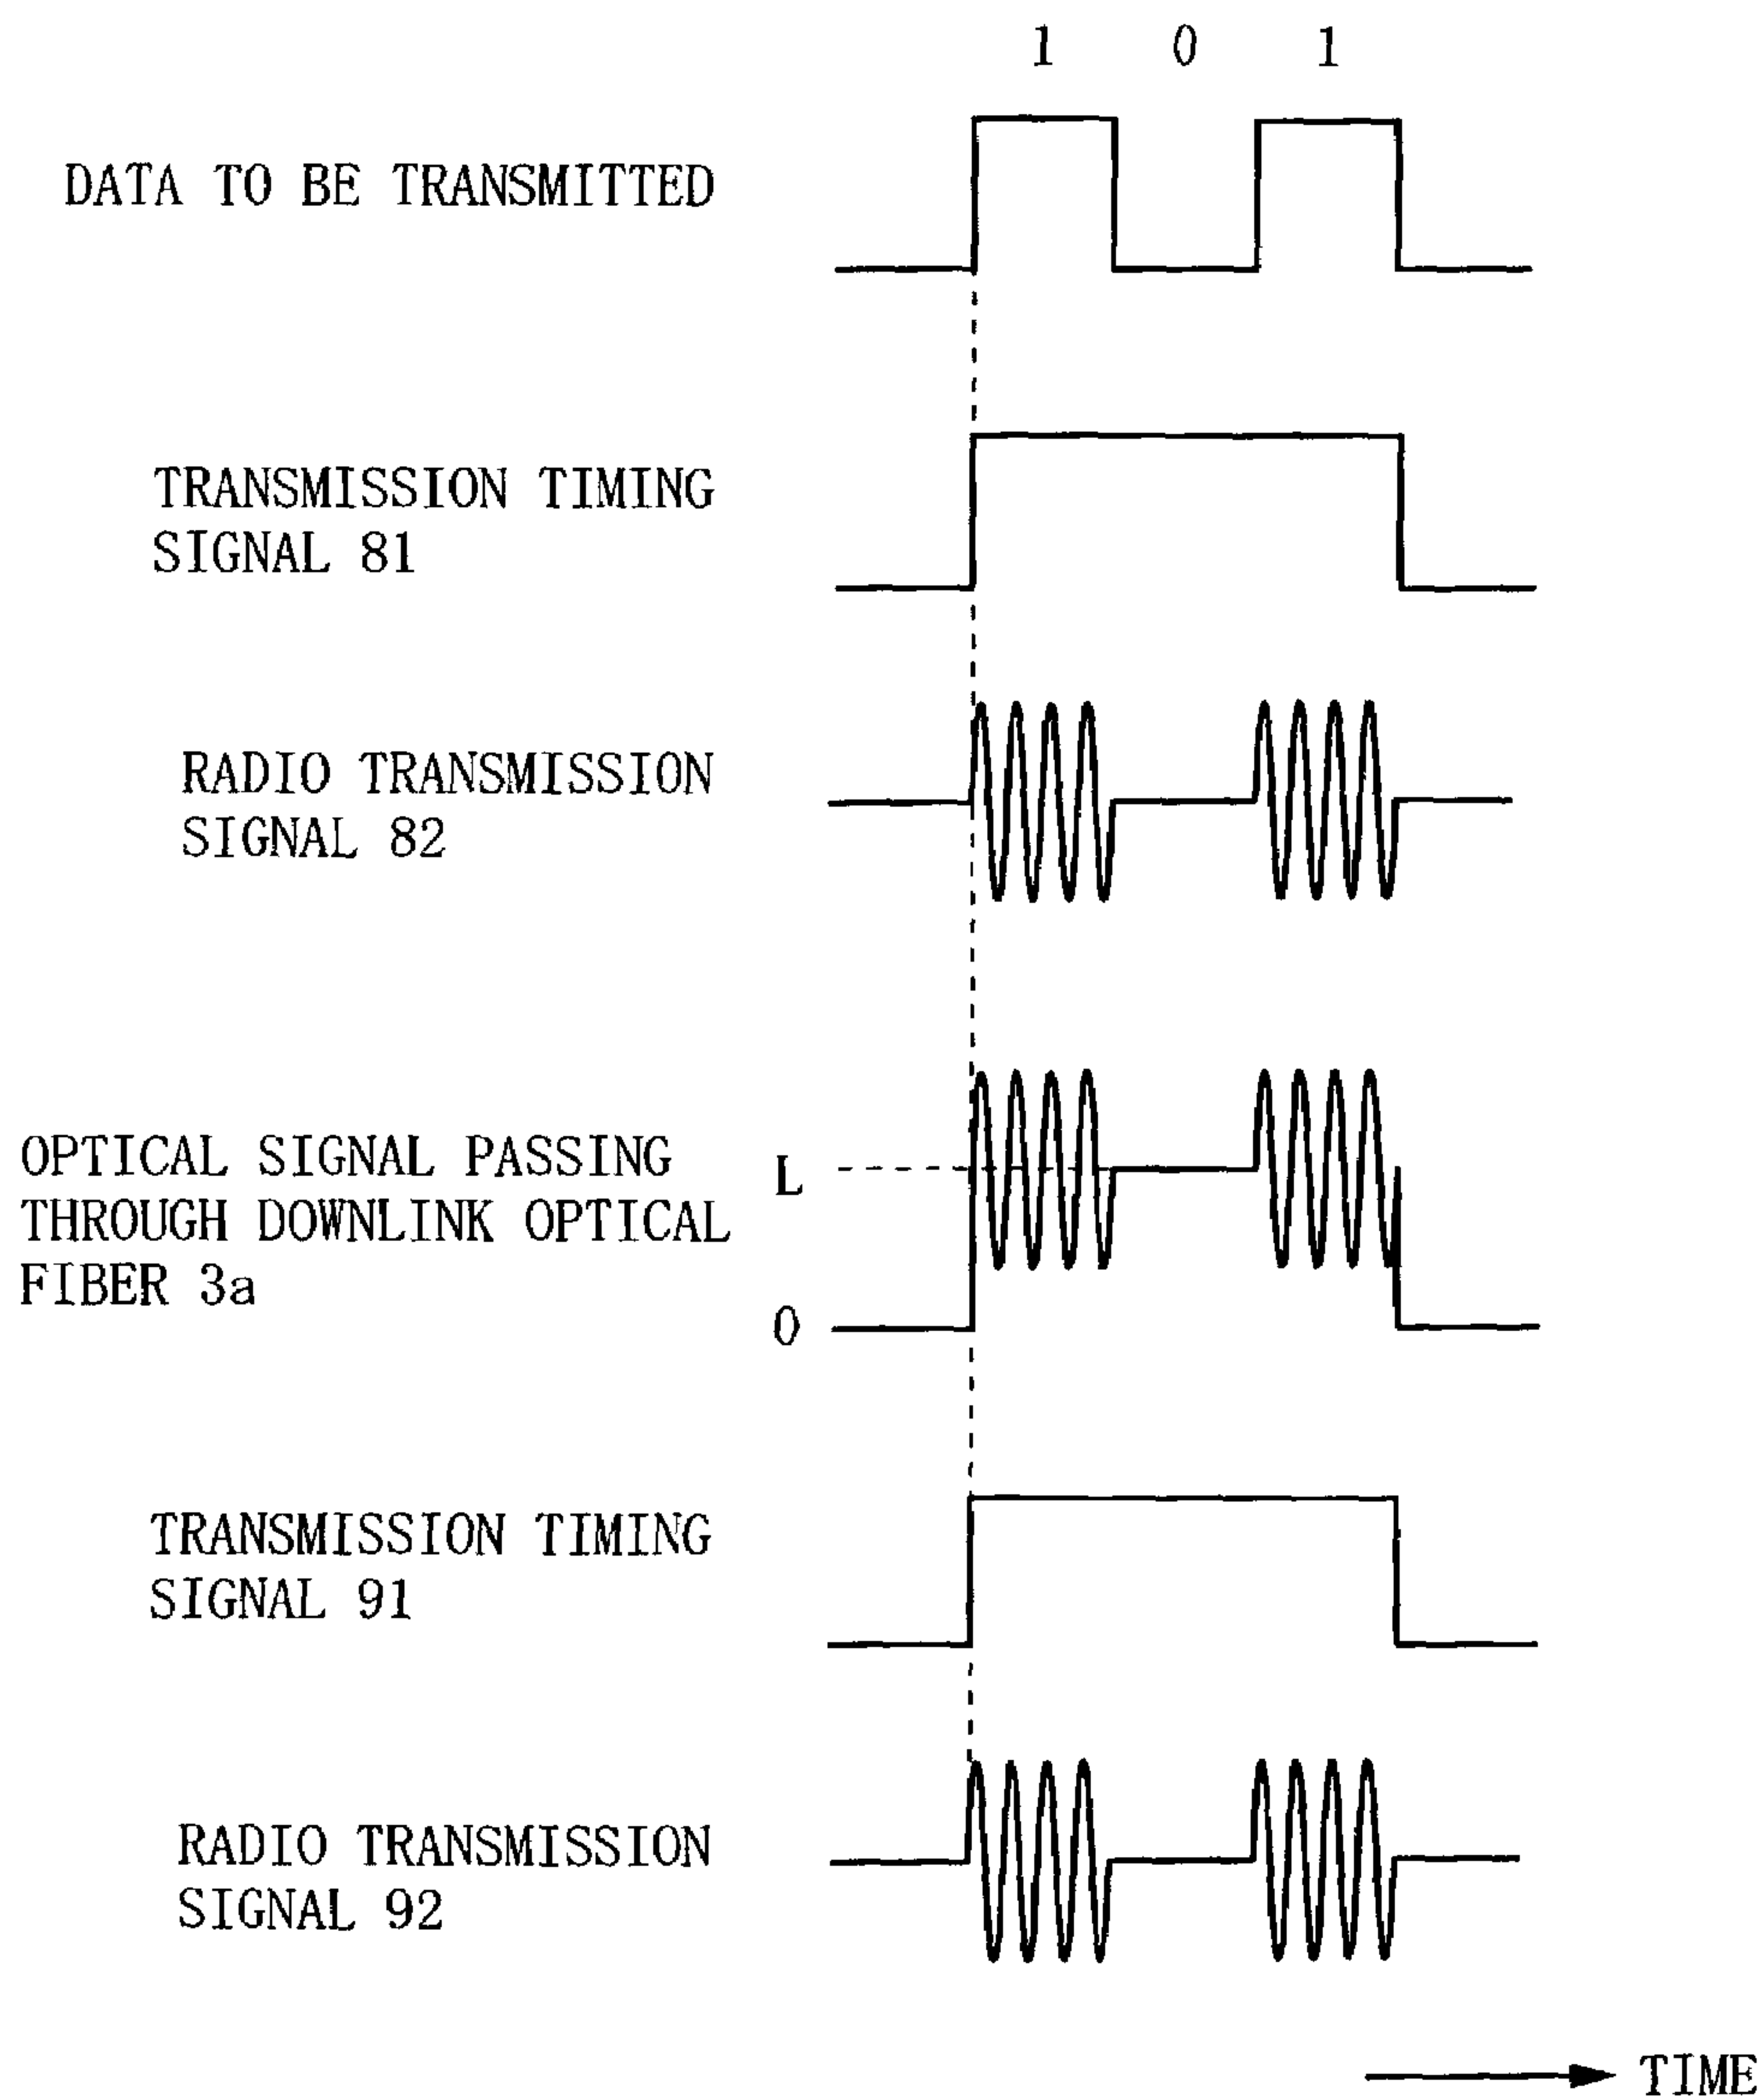 1 0 1
DATA TO BE TRANSMITTED
TRANSMISSION TIMING
SIGNAL 81
RADIO TRANSMISSION
SIGNAL 82
OPTICAL SIGNAL PASSING
THROUGH DOWNLINK OPTICAL
FIBER 3a
L
0
TRANSMISSION TIMING
SIGNAL 91
RADIO TRANSMISSION
SIGNAL 92
TIME